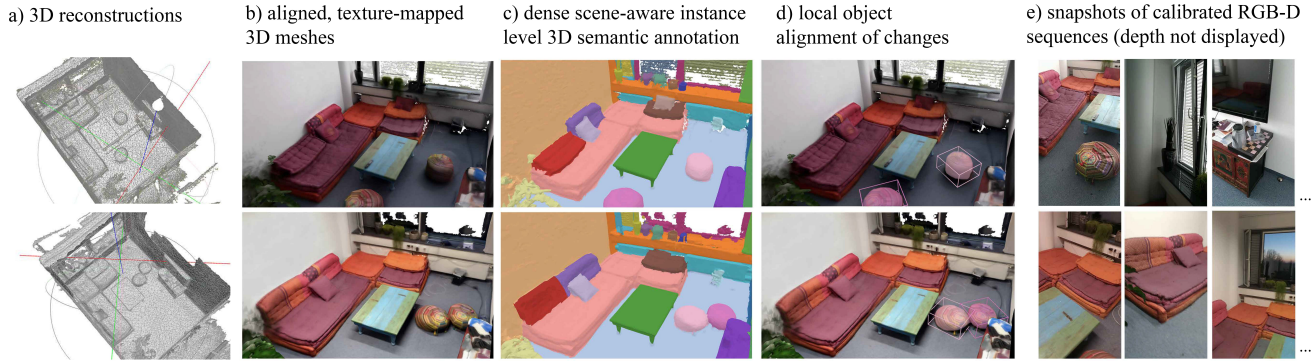 a) 3D reconstructions
b) aligned, texture-mapped
3D meshes
c) dense scene-aware instance
level 3D semantic annotation
d) local object
alignment of changes
e) snapshots of calibrated RGB-D
sequences (depth not displayed)
...
...